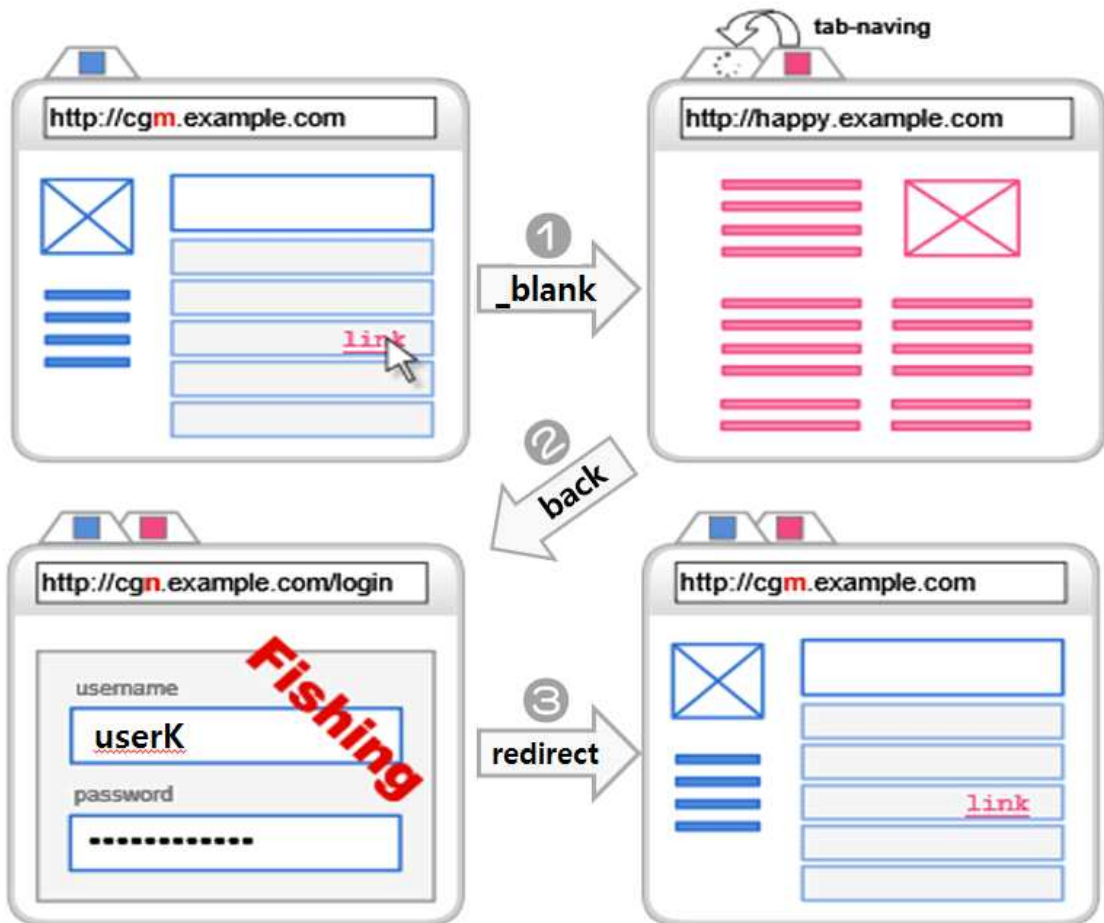 tab-naving
http://cgm.example.com
http://happy.example.com
link
1
_blank
2
back
http://cgn.example.com/login
Fishing
username
userK
password
3
redirect
http://cgm.example.com
link